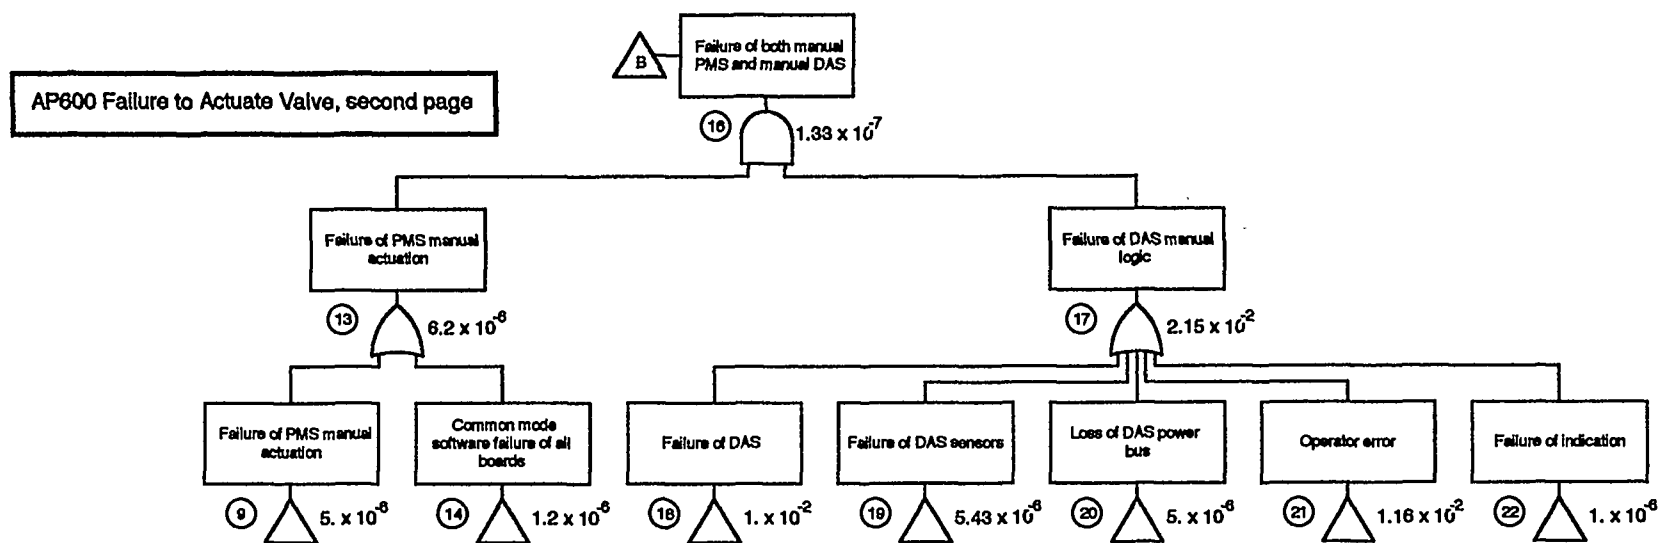 Failure of both manual
PMS and manual DAS
B
AP600 Failure to Actuate Valve, second page
16
1.33 x 10^-7
Failure of PMS manual
actuation
Failure of DAS manual
logic
13
6.2 x 10^-6
17
2.15 x 10^-2
Failure of PMS manual
actuation
Common mode
software failure of all
boards
Failure of DAS
Failure of DAS sensors
Loss of DAS power
bus
Operator error
Failure of indication
9
5. x 10^-6
14
1.2 x 10^-6
18
1. x 10^-2
19
5.43 x 10^-6
20
5. x 10^-6
21
1.16 x 10^-2
22
1. x 10^-6